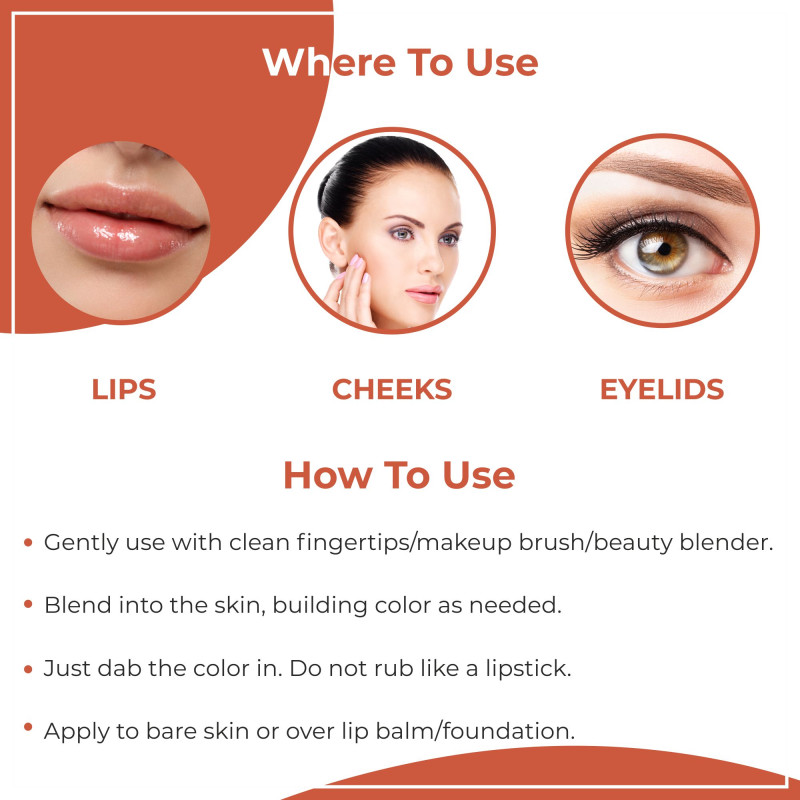 Where To Use
LIPS
CHEEKS
EYELIDS
How To Use
• Gently use with clean fingertips/makeup brush/beauty blender.
• Blend into the skin, building color as needed.
• Just dab the color in. Do not rub like a lipstick.
• Apply to bare skin or over lip balm/foundation.